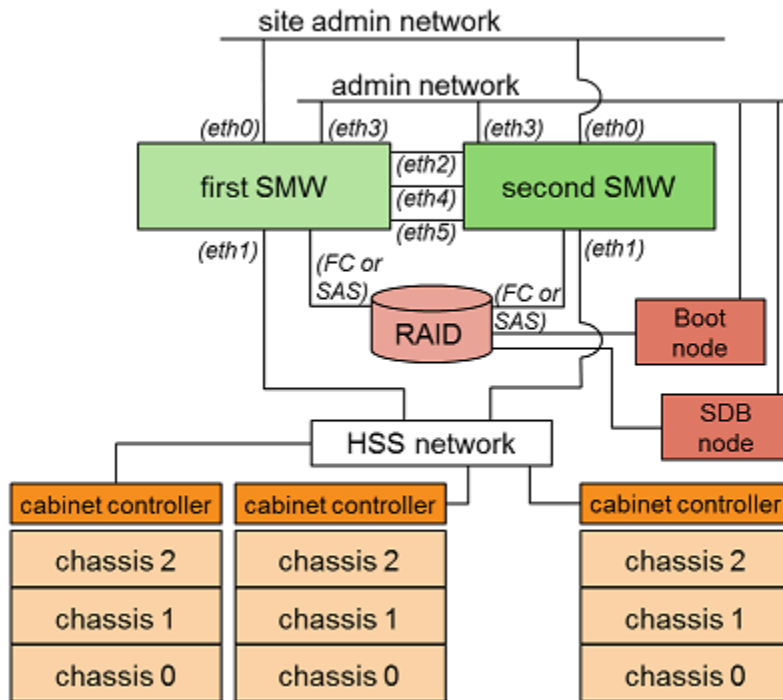 site admin network
admin network
(eth0)
(eth3)
(eth3)
(eth0)
first SMW
(eth2)
(eth4)
(eth5)
second SMW
(eth1)
(FC or
SAS)
(FC or
SAS)
(eth1)
RAID
Boot
node
SDB
node
HSS network
cabinet controller
cabinet controller
cabinet controller
chassis 2
chassis 2
chassis 2
chassis 1
chassis 1
chassis 1
chassis 0
chassis 0
chassis 0